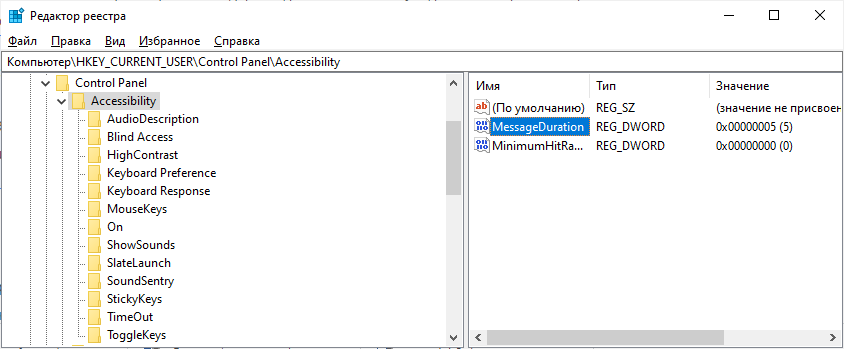 Редактор реестра
Файл Правка Вид Избранное Справка
Компьютер\HKEY_CURRENT_USER\Control Panel\Accessibility
Control Panel
Accessibility
AudioDescription
Blind Access
HighContrast
Keyboard Preference
Keyboard Response
MouseKeys
On
ShowSounds
SlateLaunch
SoundSentry
StickyKeys
TimeOut
ToggleKeys
Имя Тип Значение
(По умолчанию) REG_SZ (значение не присвоен
MessageDuration REG_DWORD 0x00000005 (5)
MinimumHitRa... REG_DWORD 0x00000000 (0)